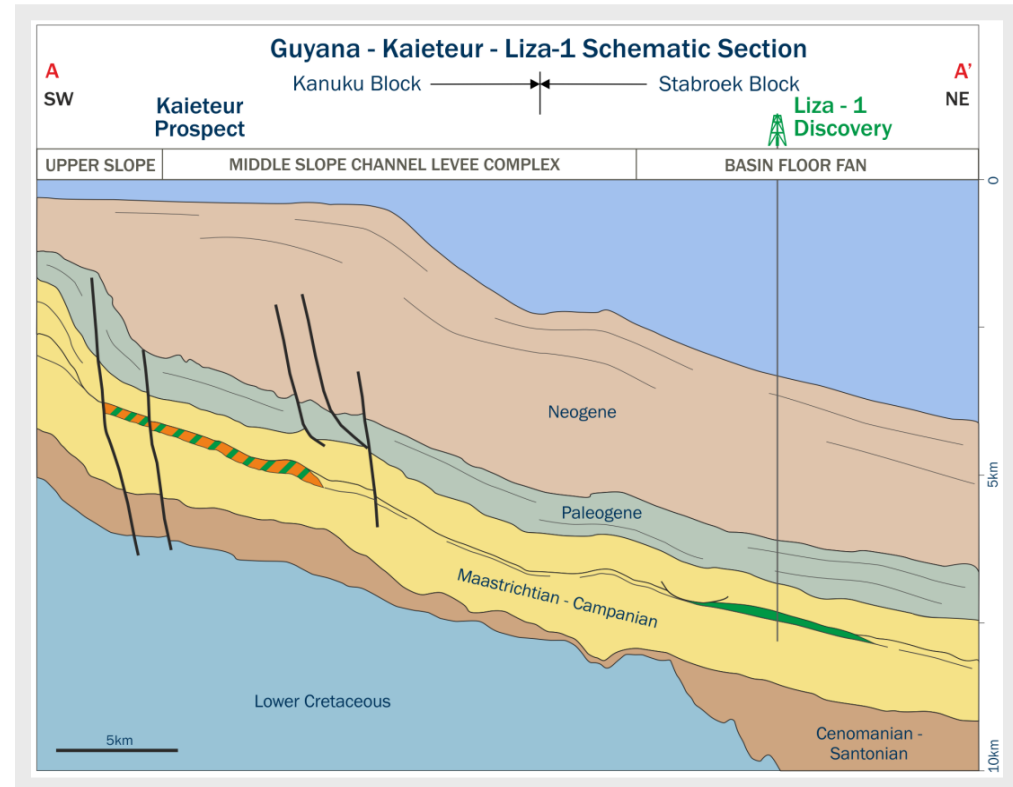 Guyana - Kaieteur - Liza-1 Schematic Section
A
A'
Kanuku Block
Stabroek Block
SW
NE
Kaieteur
Prospect
Liza - 1
Discovery
UPPER SLOPE
MIDDLE SLOPE CHANNEL LEVEE COMPLEX
BASIN FLOOR FAN
0
Neogene
5km
Paleogene
Maastrichtian - Campanian
Lower Cretaceous
Cenomanian -
Santonian
5km
10km